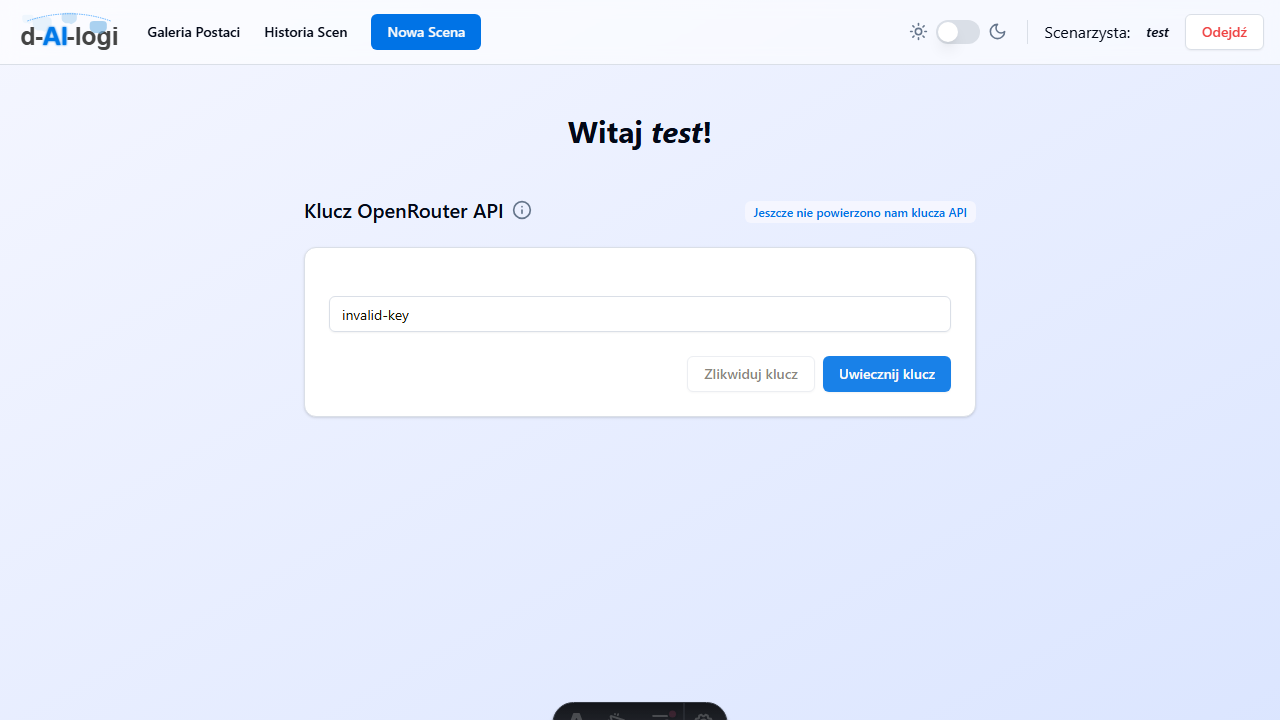 d-AI-logi
Galeria Postaci
Historia Scen
Nowa Scena
Scenarzysta: test
Odejdź
Witaj test!
Klucz OpenRouter API
Jeszcze nie powierzono nam klucza API
invalid-key
Zlikwiduj klucz
Uwiecznij klucz